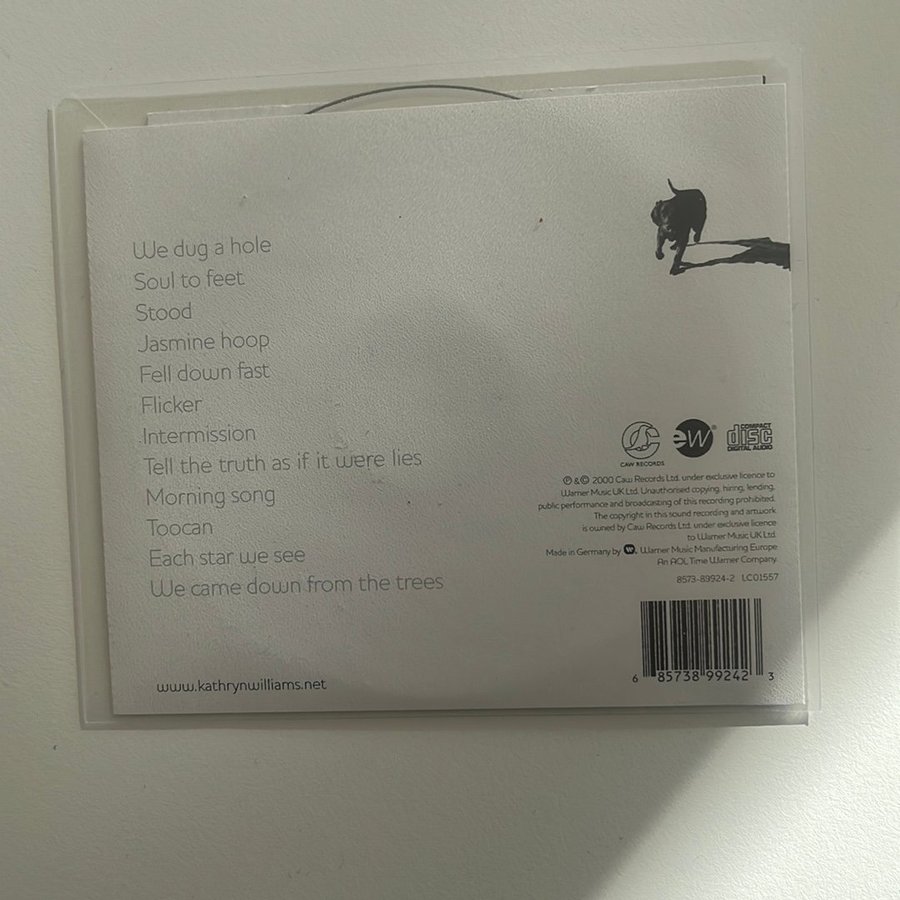 We dug a hole
Soul to feet
Stood
Jasmine hoop
Fell down fast
Flicker
Intermission
Tell the truth as if it were lies
Morning song
Toocan
Each star we see
We came down from the trees
www.kathrynwilliams.net
CAW RECORDS
ew®
COMPACT
disc
DIGITAL AUDIO
℗ & © 2000 Caw Records Ltd. under exclusive licence to
Warner Music UK Ltd. Unauthorised copying, hiring, lending,
public performance and broadcasting of this recording prohibited.
The copyright in this sound recording and artwork
is owned by Caw Records Ltd. under exclusive licence
to Warner Music UK Ltd.
Made in Germany by W, Warner Music Manufacturing Europe
An AOL Time Warner Company.
8573-89924-2 LC01557
6 85738 99242 3